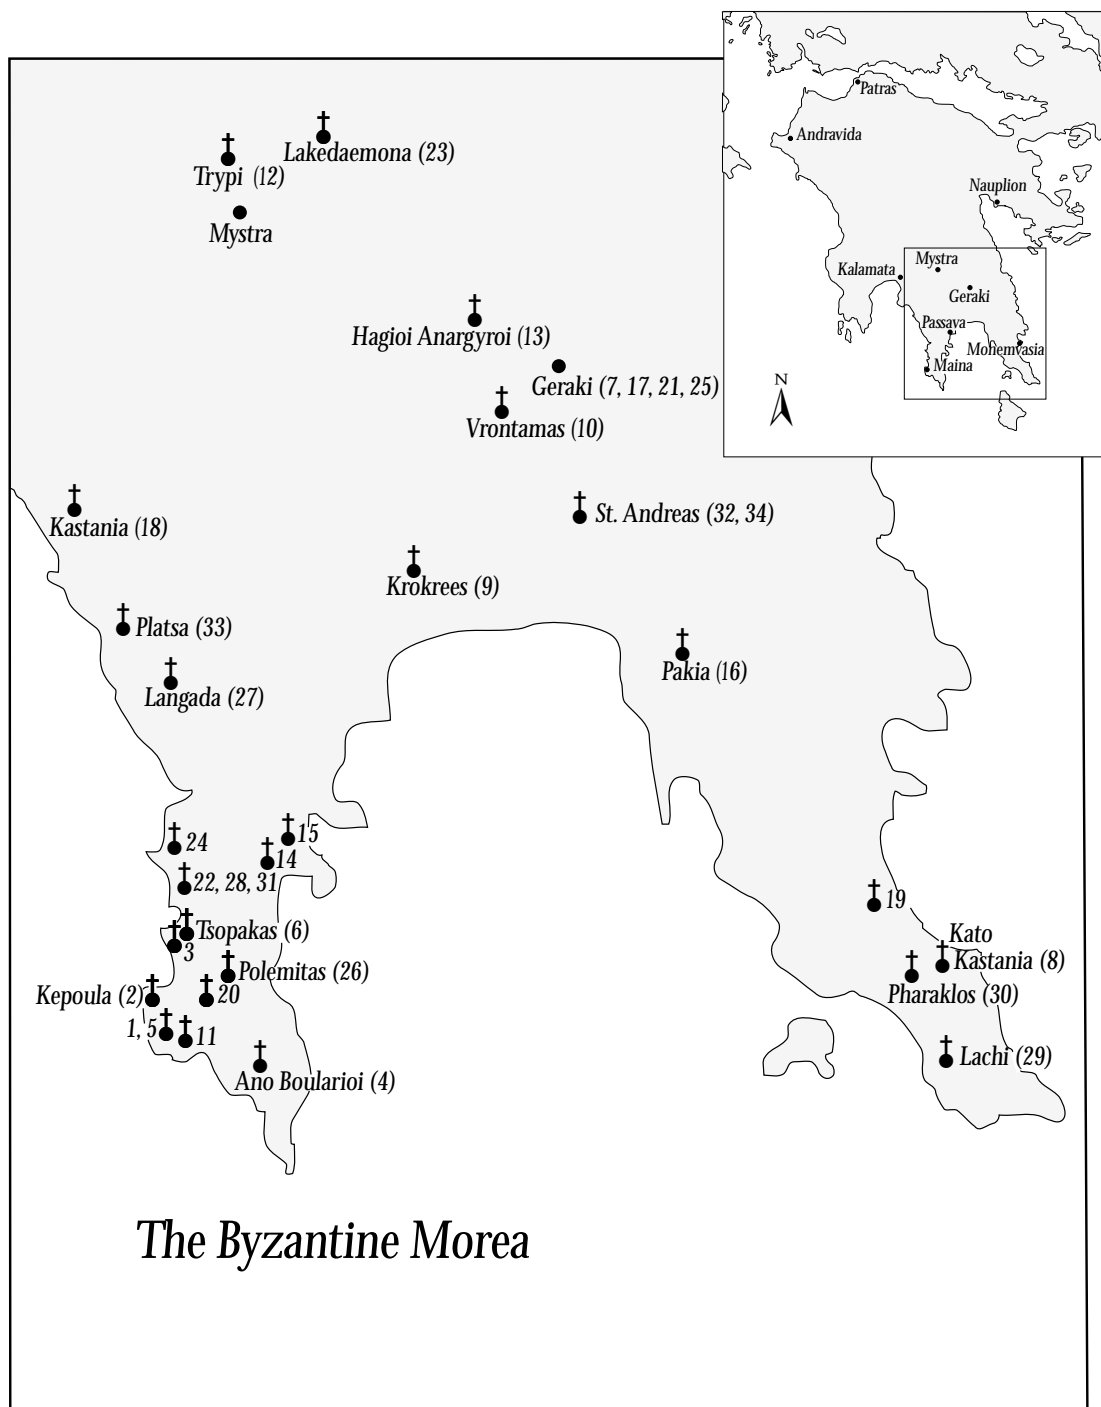 Patras
Andravida
Nauplion
Kalamata
Mystra
Geraki
Passava
Monemvasia
Maina
N
Lakedaemona (23)
Trypi (12)
Mystra
Hagioi Anargyroi (13)
Geraki (7, 17, 21, 25)
Vrontamas (10)
Kastania (18)
St. Andreas (32, 34)
Krokrees (9)
Platsa (33)
Pakia (16)
Langada (27)
15
24
14
22, 28, 31
19
Tsopakas (6)
3
Kato
Kastania (8)
Polemitas (26)
Pharaklos (30)
Kepoula (2)
20
1, 5
11
Lachi (29)
Ano Boularioi (4)
The Byzantine Morea